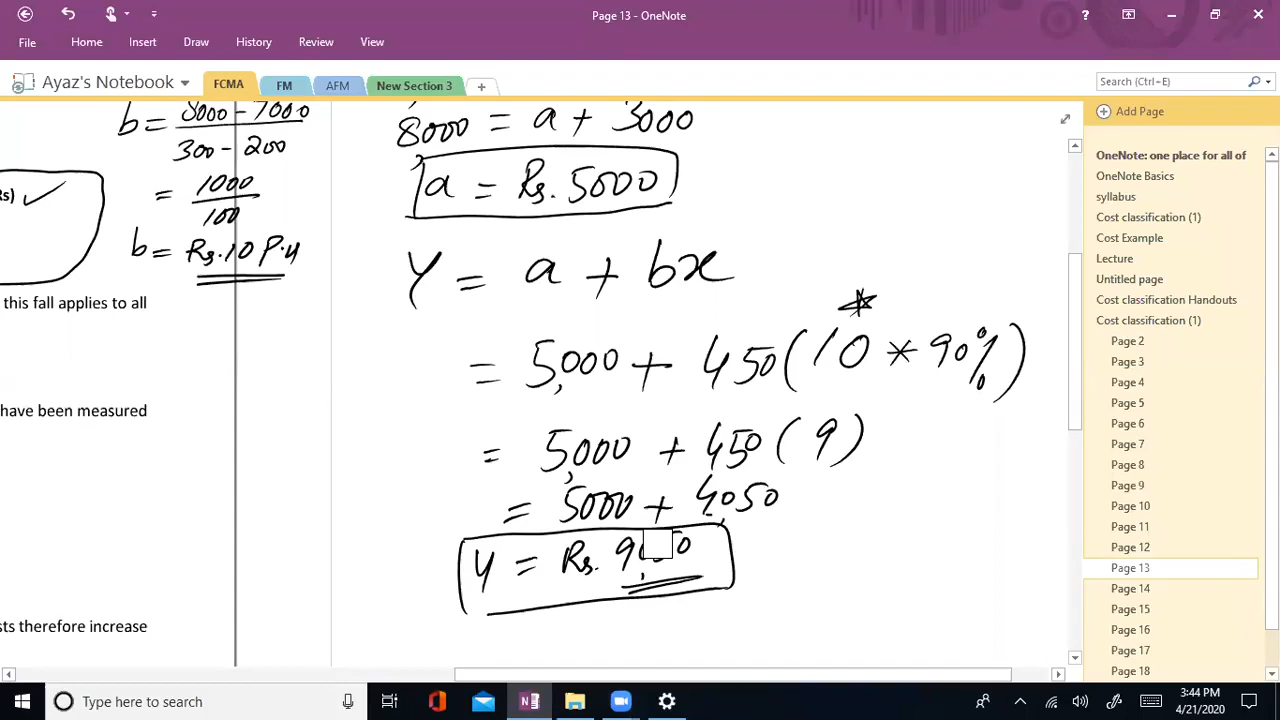 Page 13 - OneNote
?
File Home Insert Draw History Review View
Ayaz's Notebook FCMA FM AFM New Section 3 +
Search (Ctrl+E)
b = 8000 - 7000
300 - 200
= 1000
100
b = Rs.10 P.u
s)
this fall applies to all
have been measured
sts therefore increase
8000 = a + 3000
a = Rs. 5000
Y = a + bx
= 5,000 + 450 (10 * 90%)
= 5,000 + 450 (9)
= 5000 + 4,050
y = Rs.
Add Page
OneNote: one place for all of
OneNote Basics
syllabus
Cost classification (1)
Cost Example
Lecture
Untitled page
Cost classification Handouts
Cost classification (1)
Page 2
Page 3
Page 4
Page 5
Page 6
Page 7
Page 8
Page 9
Page 10
Page 11
Page 12
Page 13
Page 14
Page 15
Page 16
Page 17
Page 18
Type here to search
3:44 PM
4/21/2020